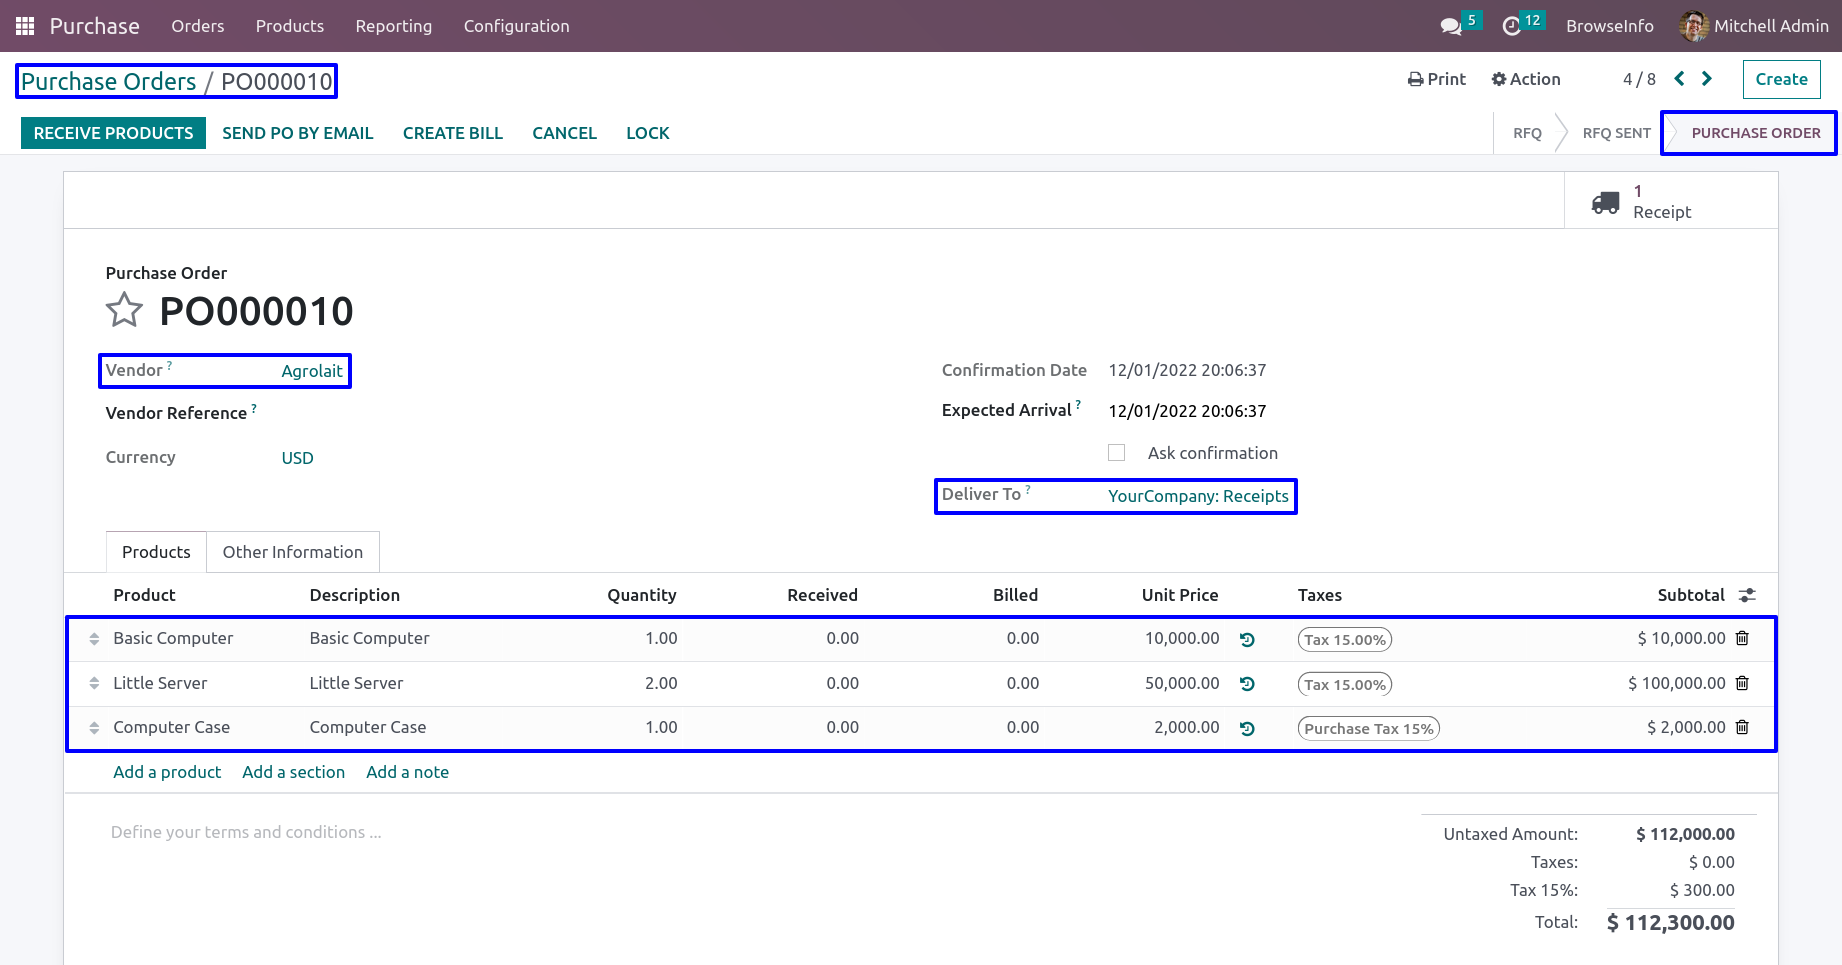 Purchase Orders Products Reporting Configuration 5 12 BrowseInfo Mitchell Admin
Purchase Orders / PO000010 Print Action 4 / 8 Create
RECEIVE PRODUCTS SEND PO BY EMAIL CREATE BILL CANCEL LOCK RFQ RFQ SENT PURCHASE ORDER
1
Receipt
Purchase Order
PO000010
Vendor ? Agrolait Confirmation Date 12/01/2022 20:06:37
Vendor Reference ? Expected Arrival ? 12/01/2022 20:06:37
Ask confirmation
Currency USD
Deliver To ? YourCompany: Receipts
Products Other Information
Product Description Quantity Received Billed Unit Price Taxes Subtotal
Basic Computer Basic Computer 1.00 0.00 0.00 10,000.00 Tax 15.00% $ 10,000.00
Little Server Little Server 2.00 0.00 0.00 50,000.00 Tax 15.00% $ 100,000.00
Computer Case Computer Case 1.00 0.00 0.00 2,000.00 Purchase Tax 15% $ 2,000.00
Add a product Add a section Add a note
Define your terms and conditions ... Untaxed Amount: $ 112,000.00
Taxes: $ 0.00
Tax 15%: $ 300.00
Total: $ 112,300.00